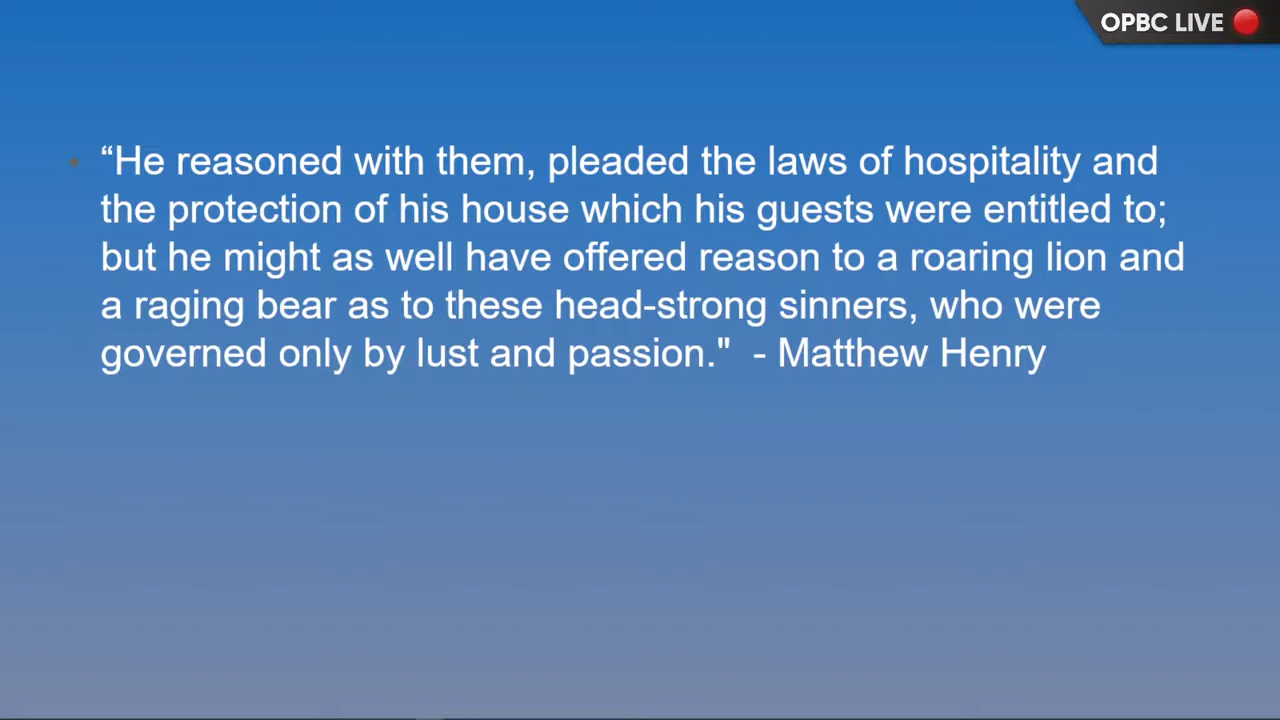 OPBC LIVE
• “He reasoned with them, pleaded the laws of hospitality and
the protection of his house which his guests were entitled to;
but he might as well have offered reason to a roaring lion and
a raging bear as to these head-strong sinners, who were
governed only by lust and passion."  - Matthew Henry